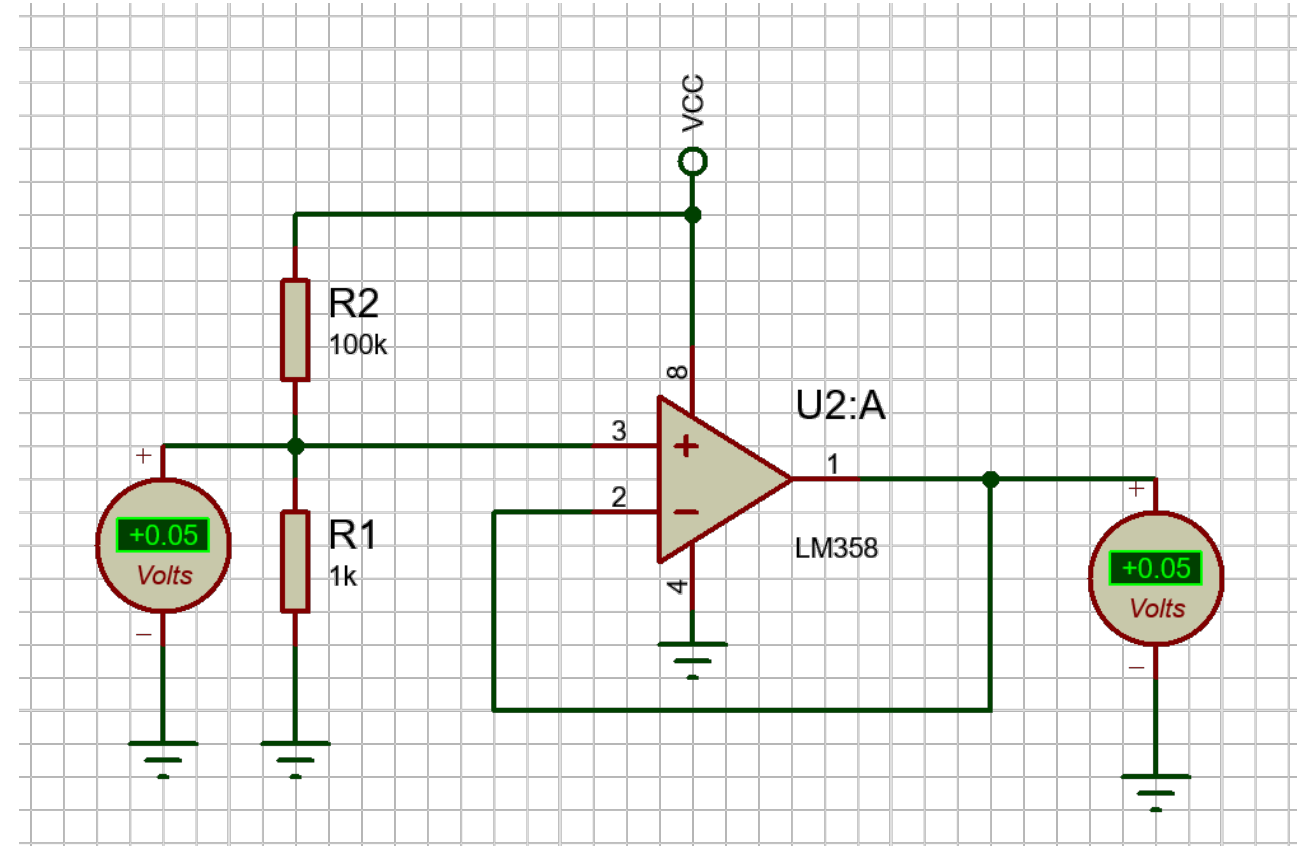 VCC
R2
100k
8
U2:A
3
+
1
+
+
2
+0.05
Volts
R1
1k
LM358
+0.05
Volts
4
−
−
−